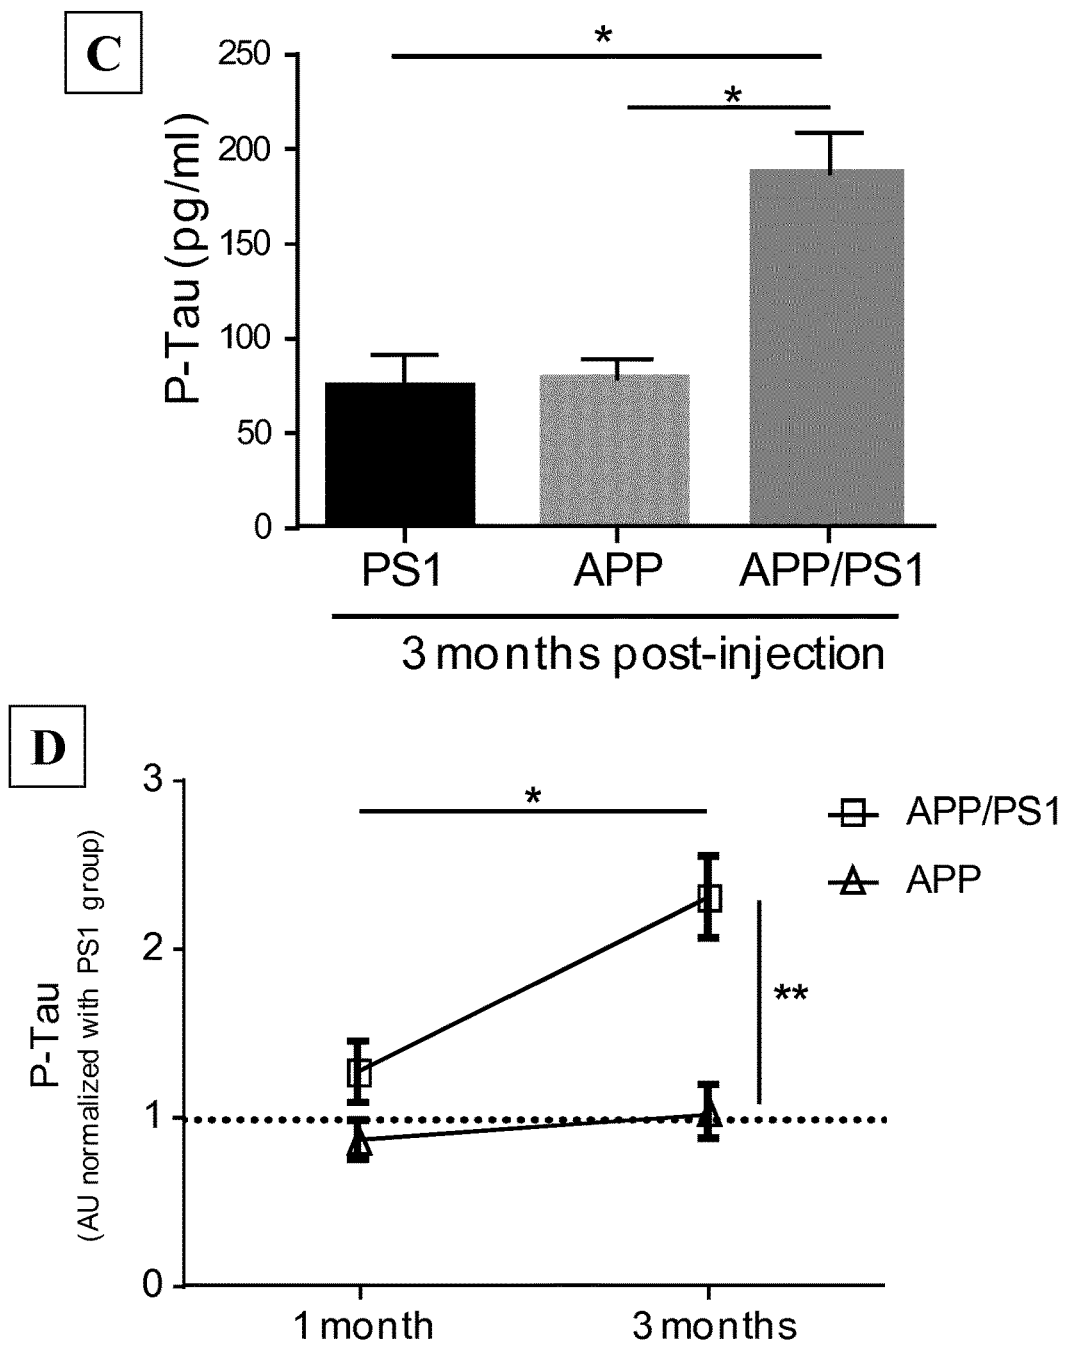 C
*
*
250
200
150
100
50
0
P-Tau (pg/ml)
PS1 APP APP/PS1
3 months post-injection
D
*
3
2
1
0
P-Tau
(AU normalized with PS1 group)
APP/PS1
APP
**
1 month 3 months